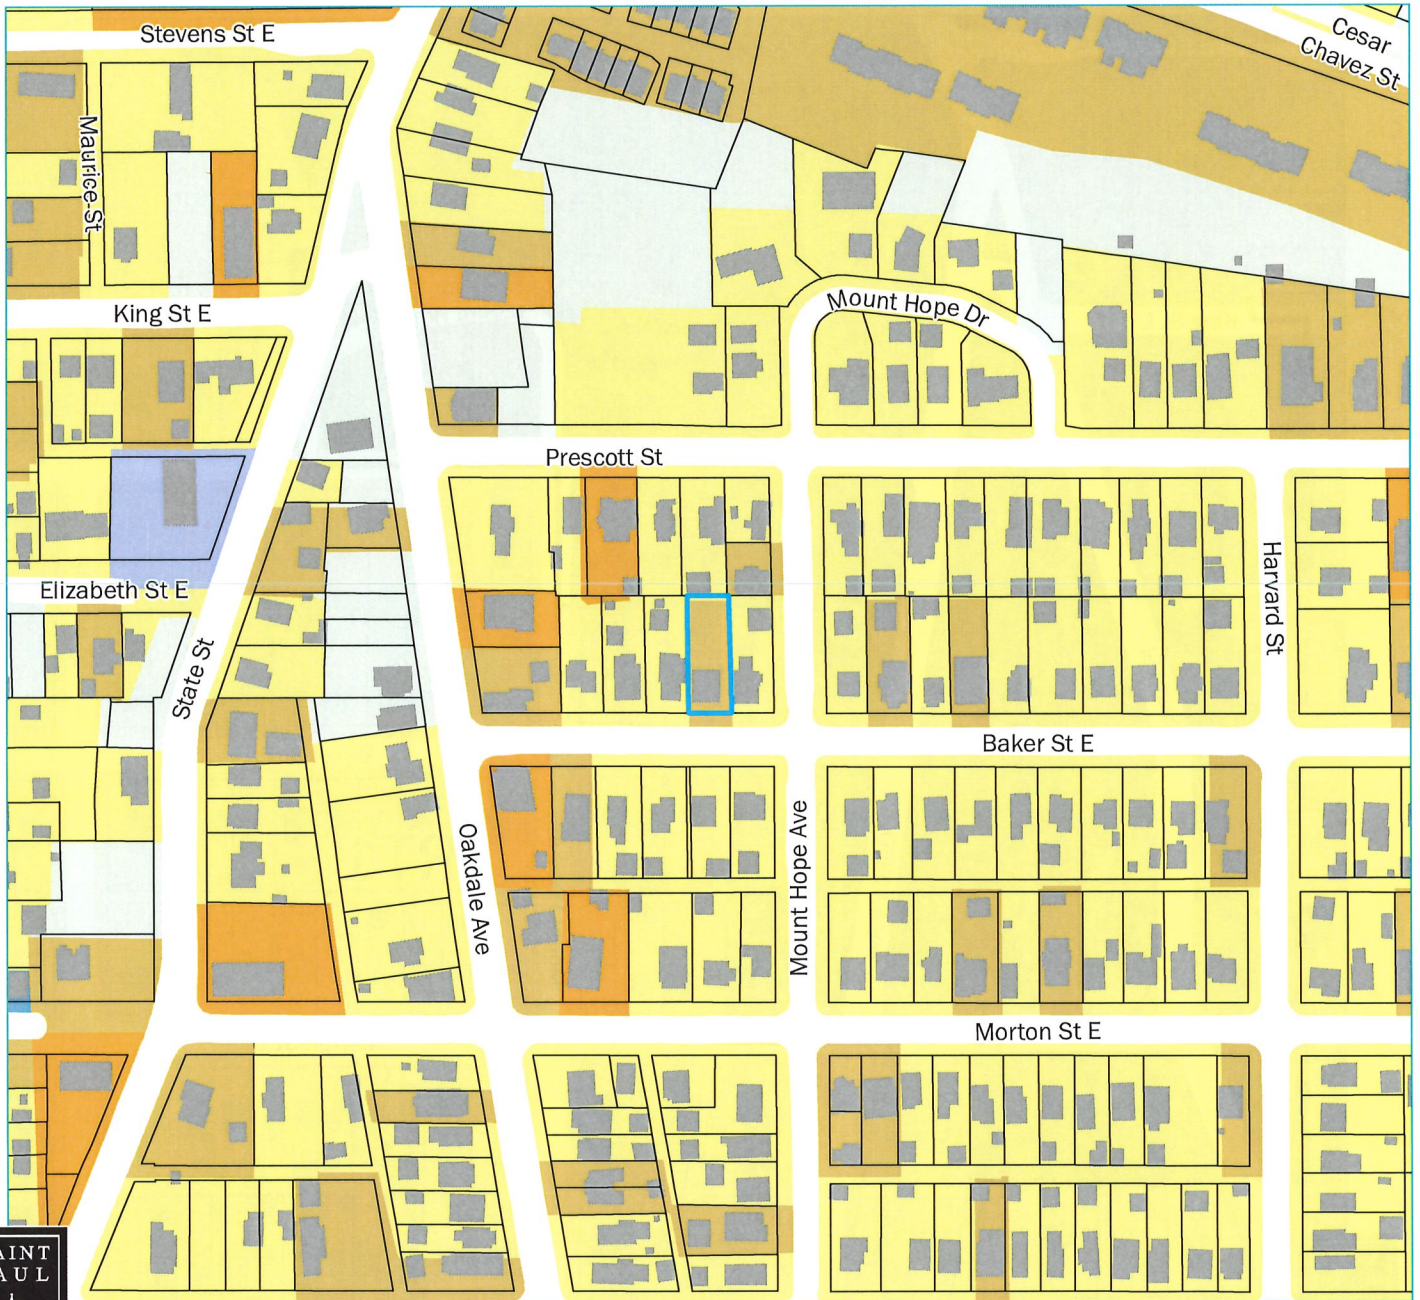 Stevens St E
Cesar
Chavez St
Maurice St
King St E
Mount Hope Dr
Prescott St
Elizabeth St E
Harvard St
State St
Baker St E
Oakdale Ave
Mount Hope Ave
Morton St E
AINT
AUL